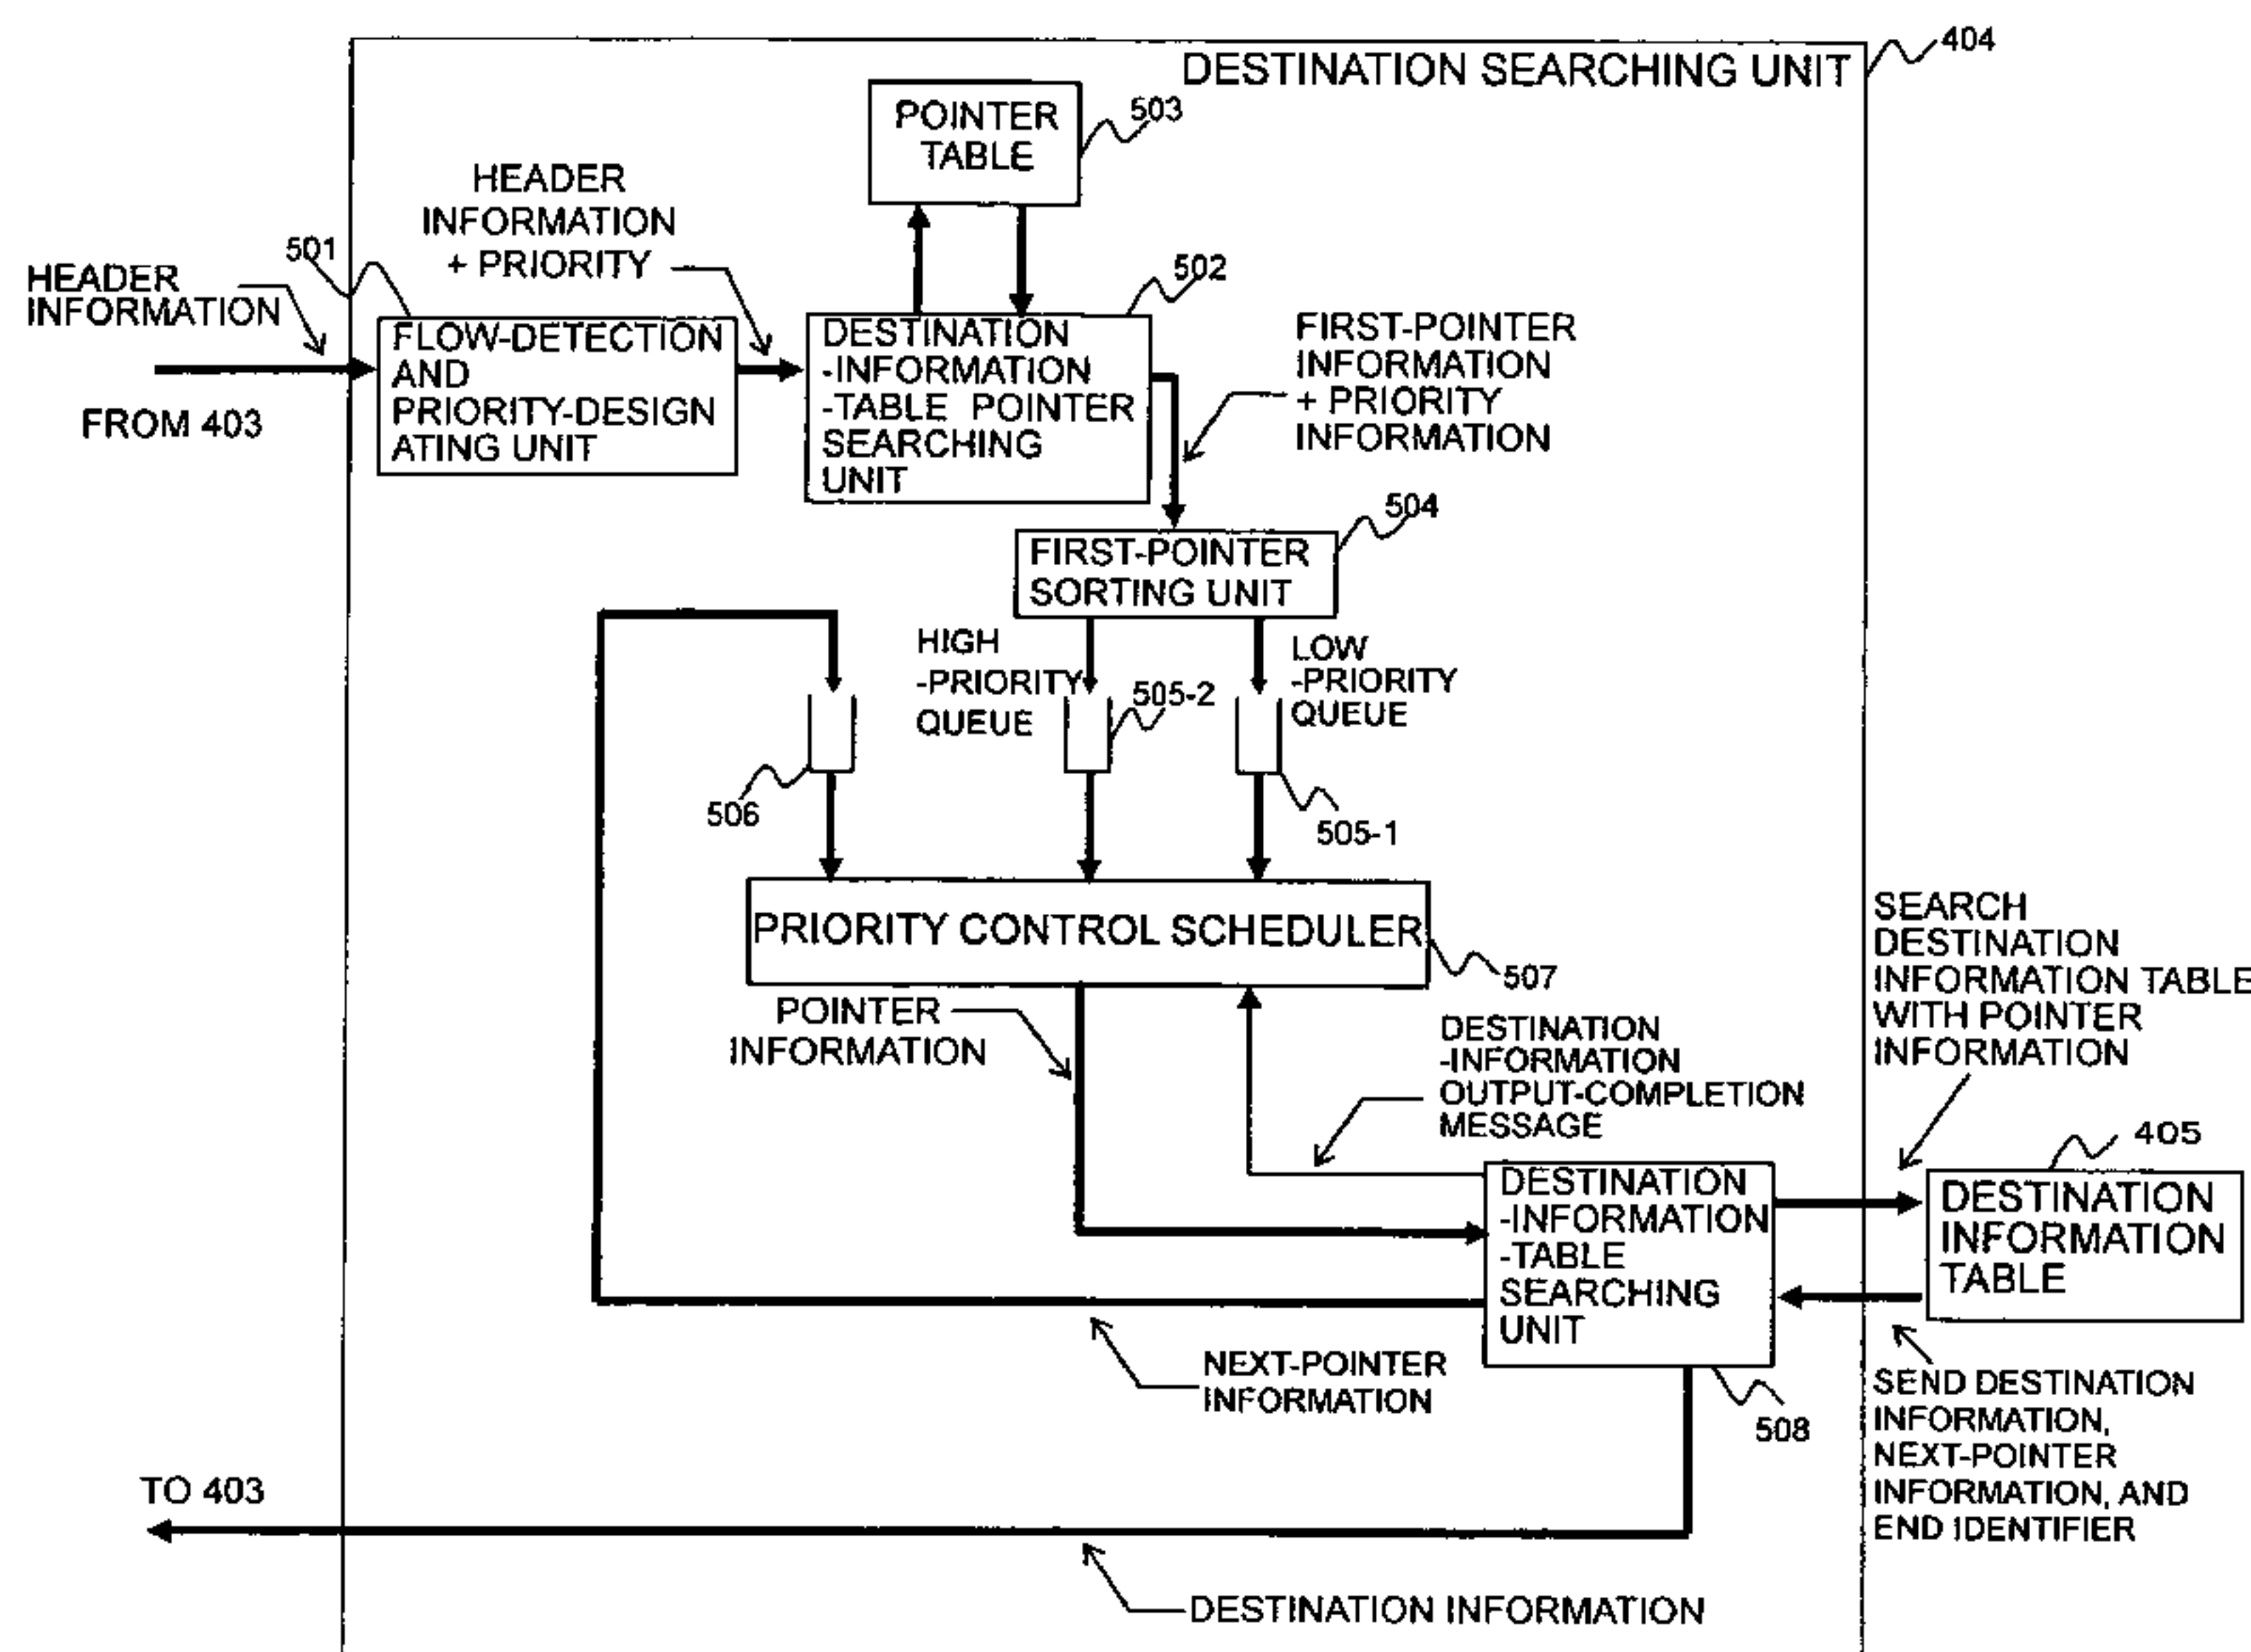 404
DESTINATION SEARCHING UNIT
POINTER
TABLE
503
HEADER
INFORMATION
+ PRIORITY
501
HEADER
INFORMATION
502
FLOW-DETECTION
AND
PRIORITY-DESIGN
ATING UNIT
DESTINATION
-INFORMATION
-TABLE POINTER
SEARCHING
UNIT
FIRST-POINTER
INFORMATION
+ PRIORITY
INFORMATION
FROM 403
504
FIRST-POINTER
SORTING UNIT
HIGH
-PRIORITY
QUEUE
505-2
LOW
-PRIORITY
QUEUE
506
505-1
PRIORITY CONTROL SCHEDULER
507
SEARCH
DESTINATION
INFORMATION TABLE
WITH POINTER
INFORMATION
POINTER
INFORMATION
DESTINATION
-INFORMATION
OUTPUT-COMPLETION
MESSAGE
405
DESTINATION
-INFORMATION
-TABLE
SEARCHING
UNIT
DESTINATION
INFORMATION
TABLE
NEXT-POINTER
INFORMATION
508
SEND DESTINATION
INFORMATION,
NEXT-POINTER
INFORMATION, AND
END IDENTIFIER
TO 403
DESTINATION INFORMATION